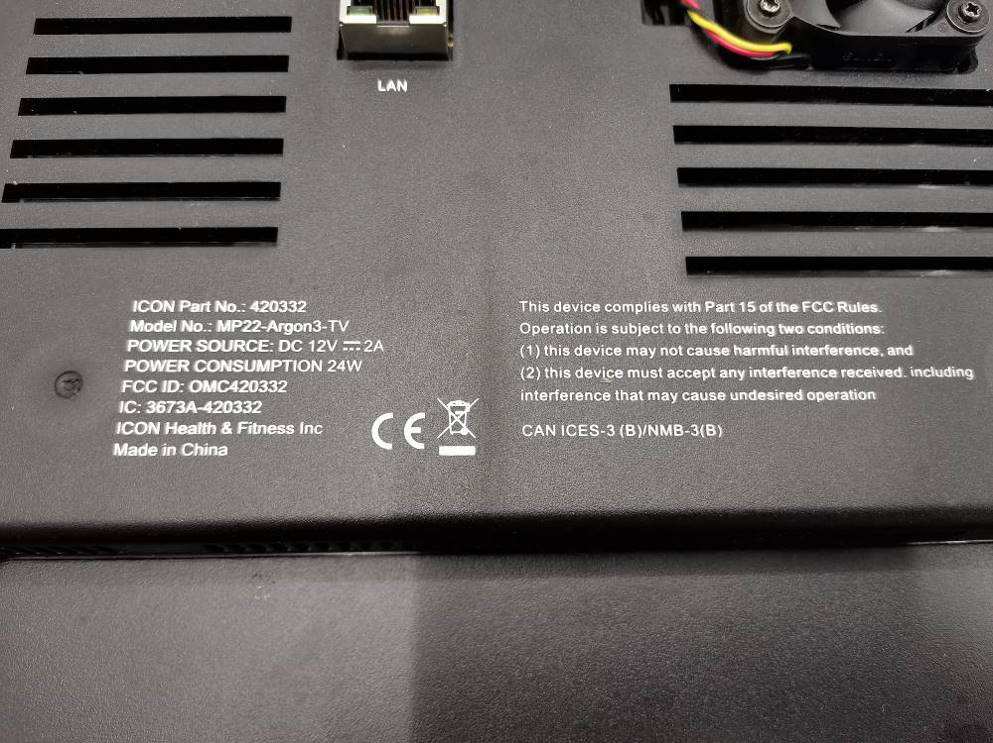 LAN
ICON Part No.: 420332
Model No.: MP22-Argon3-TV
POWER SOURCE: DC 12V ⎓ 2A
POWER CONSUMPTION 24W
FCC ID: OMC420332
IC: 3673A-420332
ICON Health & Fitness Inc
Made in China
CE
This device complies with Part 15 of the FCC Rules.
Operation is subject to the following two conditions:
(1) this device may not cause harmful interference, and
(2) this device must accept any interference received. including
interference that may cause undesired operation
CAN ICES-3 (B)/NMB-3(B)